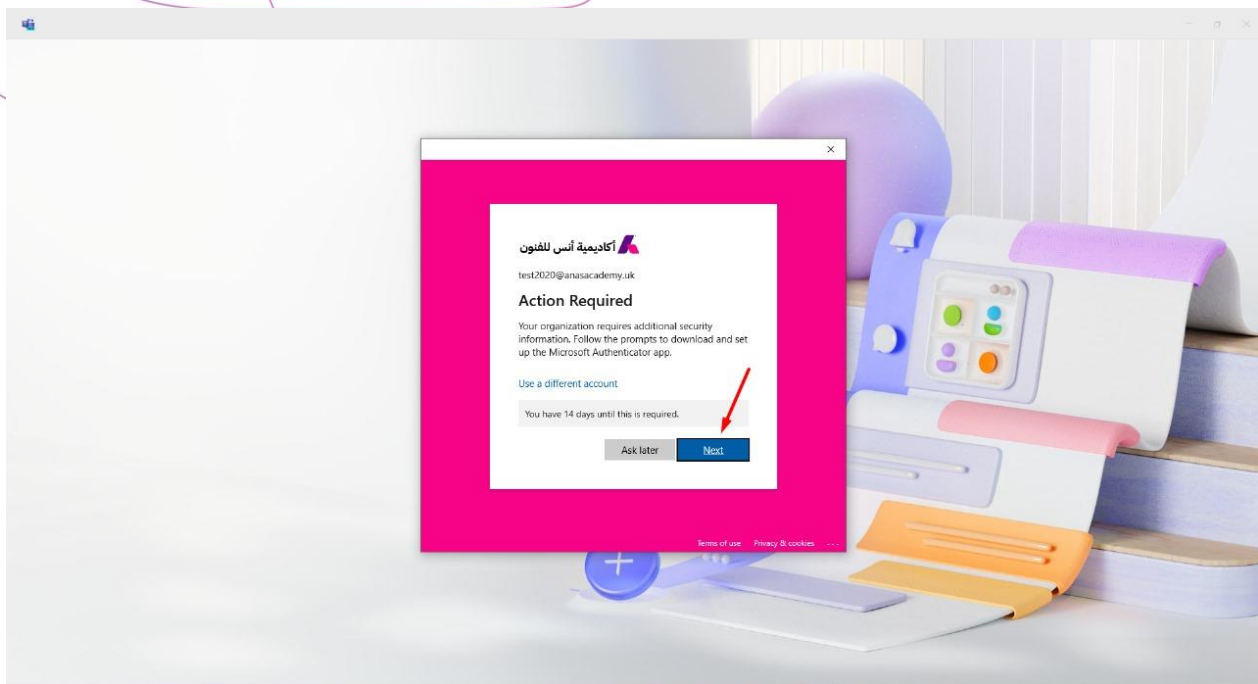 أكاديمية أنس للفنون
test2020@anasacademy.uk
Action Required
Your organization requires additional security
information. Follow the prompts to download and set
up the Microsoft Authenticator app.
Use a different account
You have 14 days until this is required.
Ask later Next
Terms of use Privacy & cookies ...